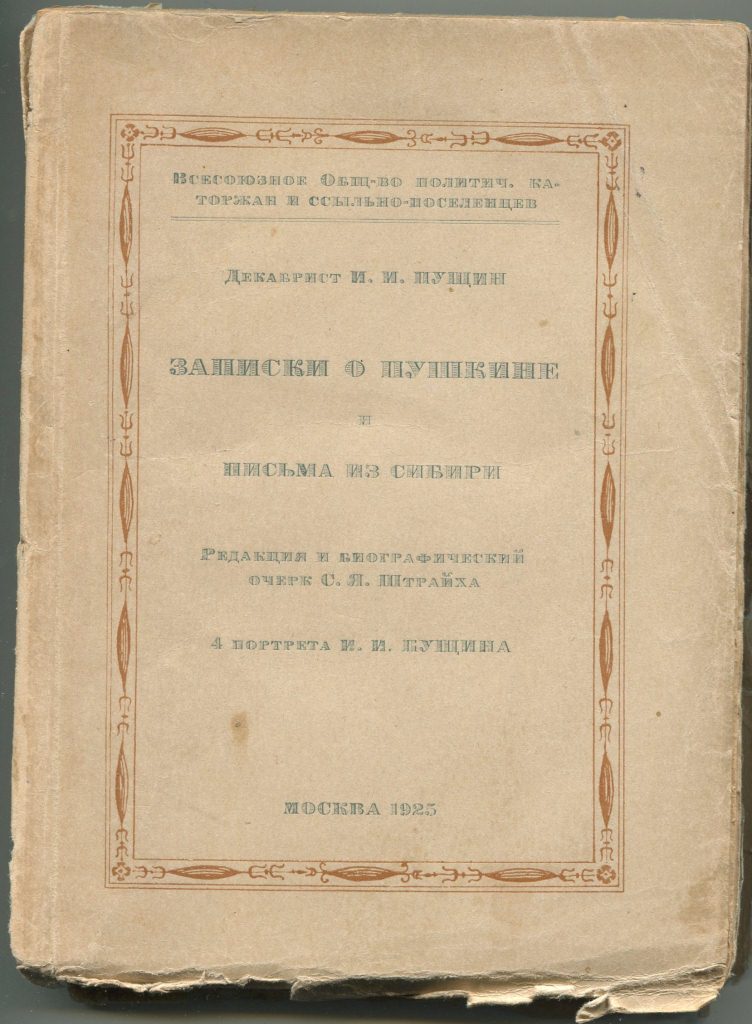 Всесоюзное Общ-во политич. ка-
торжан и ссыльно-поселенцев
Декабрист И. И. ПУЩИН
ЗАПИСКИ О ПУШКИНЕ
И
ПИСЬМА ИЗ СИБИРИ
Редакция и биографический
очерк С. Я. Штрайха
4 портрета И. И. БУЩИНА
МОСКВА 1925